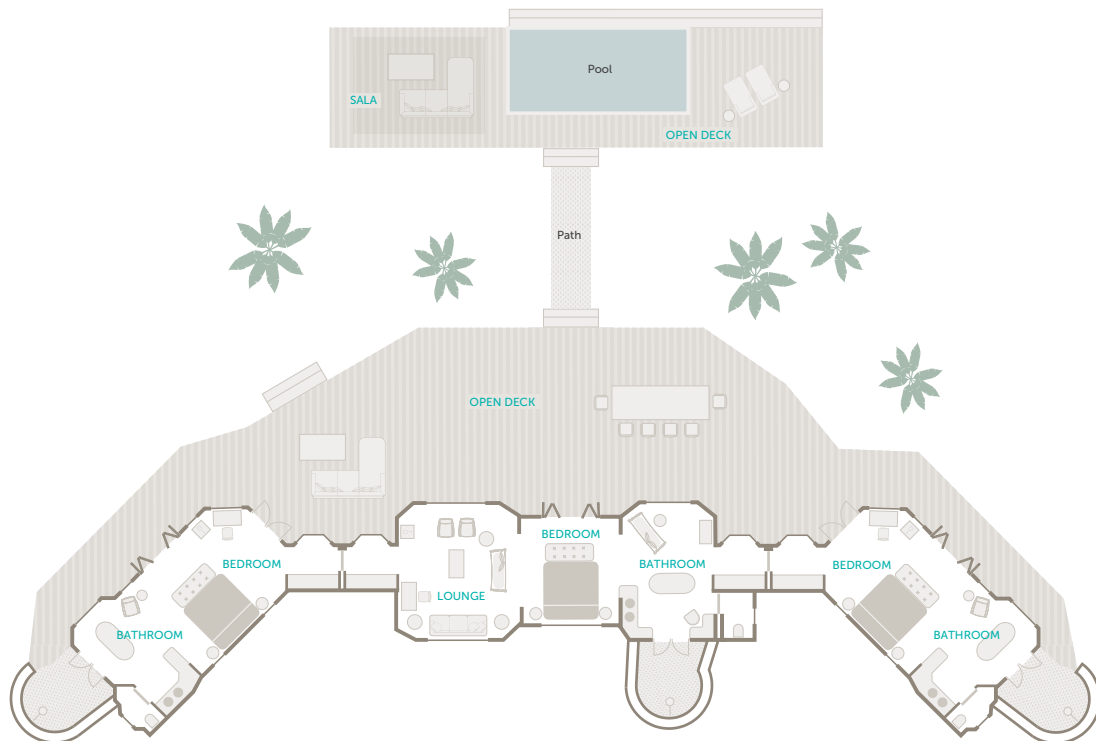 Pool
SALA
OPEN DECK
Path
OPEN DECK
BEDROOM
BEDROOM
BATHROOM
BEDROOM
LOUNGE
BATHROOM
BATHROOM